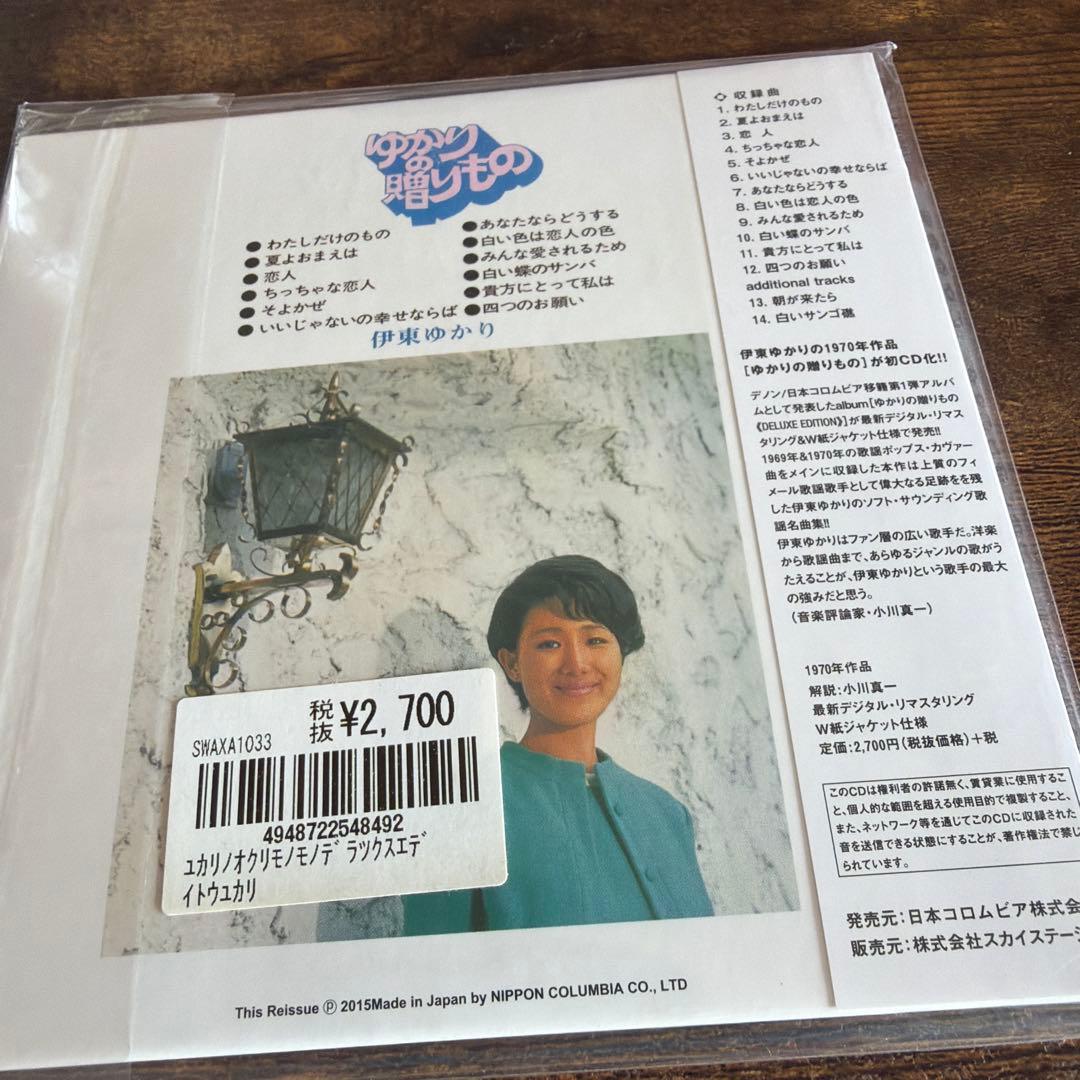 ゆかり
の
贈りもの
● わたしだけのもの
● 夏よおまえは
● 恋人
● ちっちゃな恋人
● そよかぜ
● いいじゃないの幸せならば
● あなたならどうする
● 白い色は恋人の色
● みんな愛されるため
● 白い蝶のサンバ
● 貴方にとって私は
● 四つのお願い
伊東ゆかり
税抜 ¥2,700
SWAXA1033
4948722548492
ユカリノオクリモノモノデラツクスエデ
イトウユカリ
This Reissue ℗ 2015Made in Japan by NIPPON COLUMBIA CO., LTD
◇ 収録曲
1. わたしだけのもの
2. 夏よおまえは
3. 恋 人
4. ちっちゃな恋人
5. そよかぜ
6. いいじゃないの幸せならば
7. あなたならどうする
8. 白い色は恋人の色
9. みんな愛されるため
10. 白い蝶のサンバ
11. 貴方にとって私は
12. 四つのお願い
additional tracks
13. 朝が来たら
14. 白いサンゴ礁
伊東ゆかりの1970年作品
[ゆかりの贈りもの]が初CD化!!
デノン/日本コロムビア移籍第1弾アルバ
ムとして発表したalbum[ゆかりの贈りもの
《DELUXE EDITION》]が最新デジタル・リマス
タリング&W紙ジャケット仕様で発売!!
1969年&1970年の歌謡ポップス・カヴァー
曲をメインに収録した本作は上質のフィ
メール歌謡歌手として偉大なる足跡をを残
した伊東ゆかりのソフト・サウンディング歌
謡名曲集!!
伊東ゆかりはファン層の広い歌手だ。洋楽
から歌謡曲まで、あらゆるジャンルの歌がう
たえることが、伊東ゆかりという歌手の最大
の強みだと思う。
(音楽評論家・小川真一)
1970年作品
解説:小川真一
最新デジタル・リマスタリング
W紙ジャケット仕様
定価:2,700円(税抜価格)+税
このCDは権利者の許諾無く、賃貸業に使用するこ
と、個人的な範囲を超える使用目的で複製すること、
また、ネットワーク等を通じてこのCDに収録された
音を送信できる状態にすることが、著作権法で禁じ
られています。
発売元:日本コロムビア株式会
販売元:株式会社スカイステー